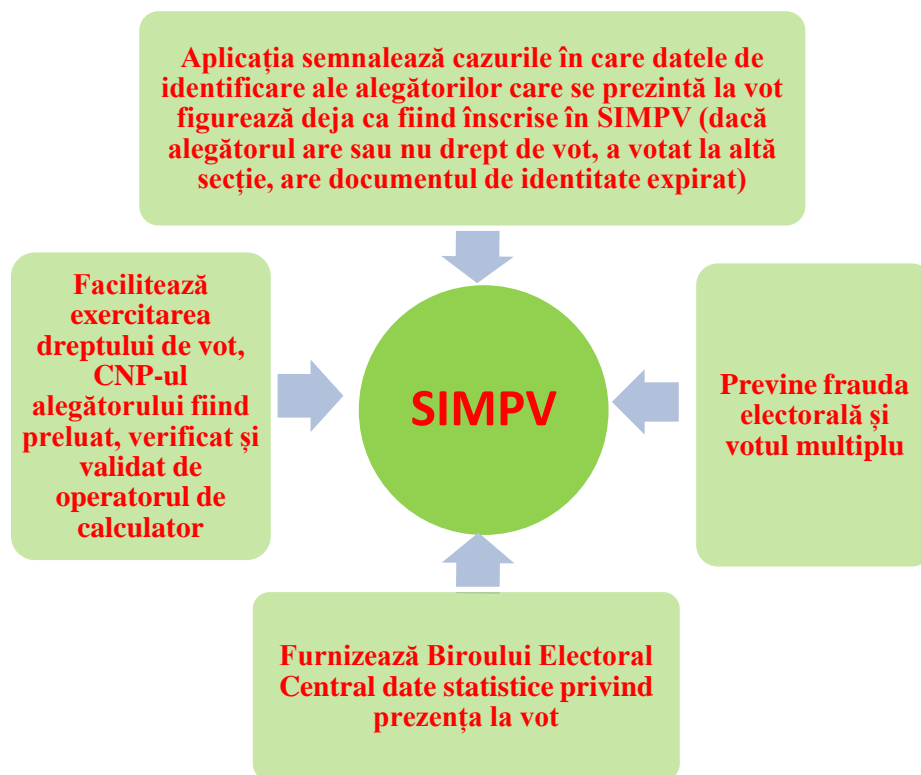 Aplicația semnalează cazurile în care datele de
identificare ale alegătorilor care se prezintă la vot
figurează deja ca fiind înscrise în SIMPV (dacă
alegătorul are sau nu drept de vot, a votat la altă
secție, are documentul de identitate expirat)
Facilitează
exercitarea
dreptului de vot,
CNP-ul
alegătorului fiind
preluat, verificat și
validat de
operatorul de
calculator
SIMPV
Previne frauda
electorală și
votul multiplu
Furnizează Biroului Electoral
Central date statistice privind
prezența la vot